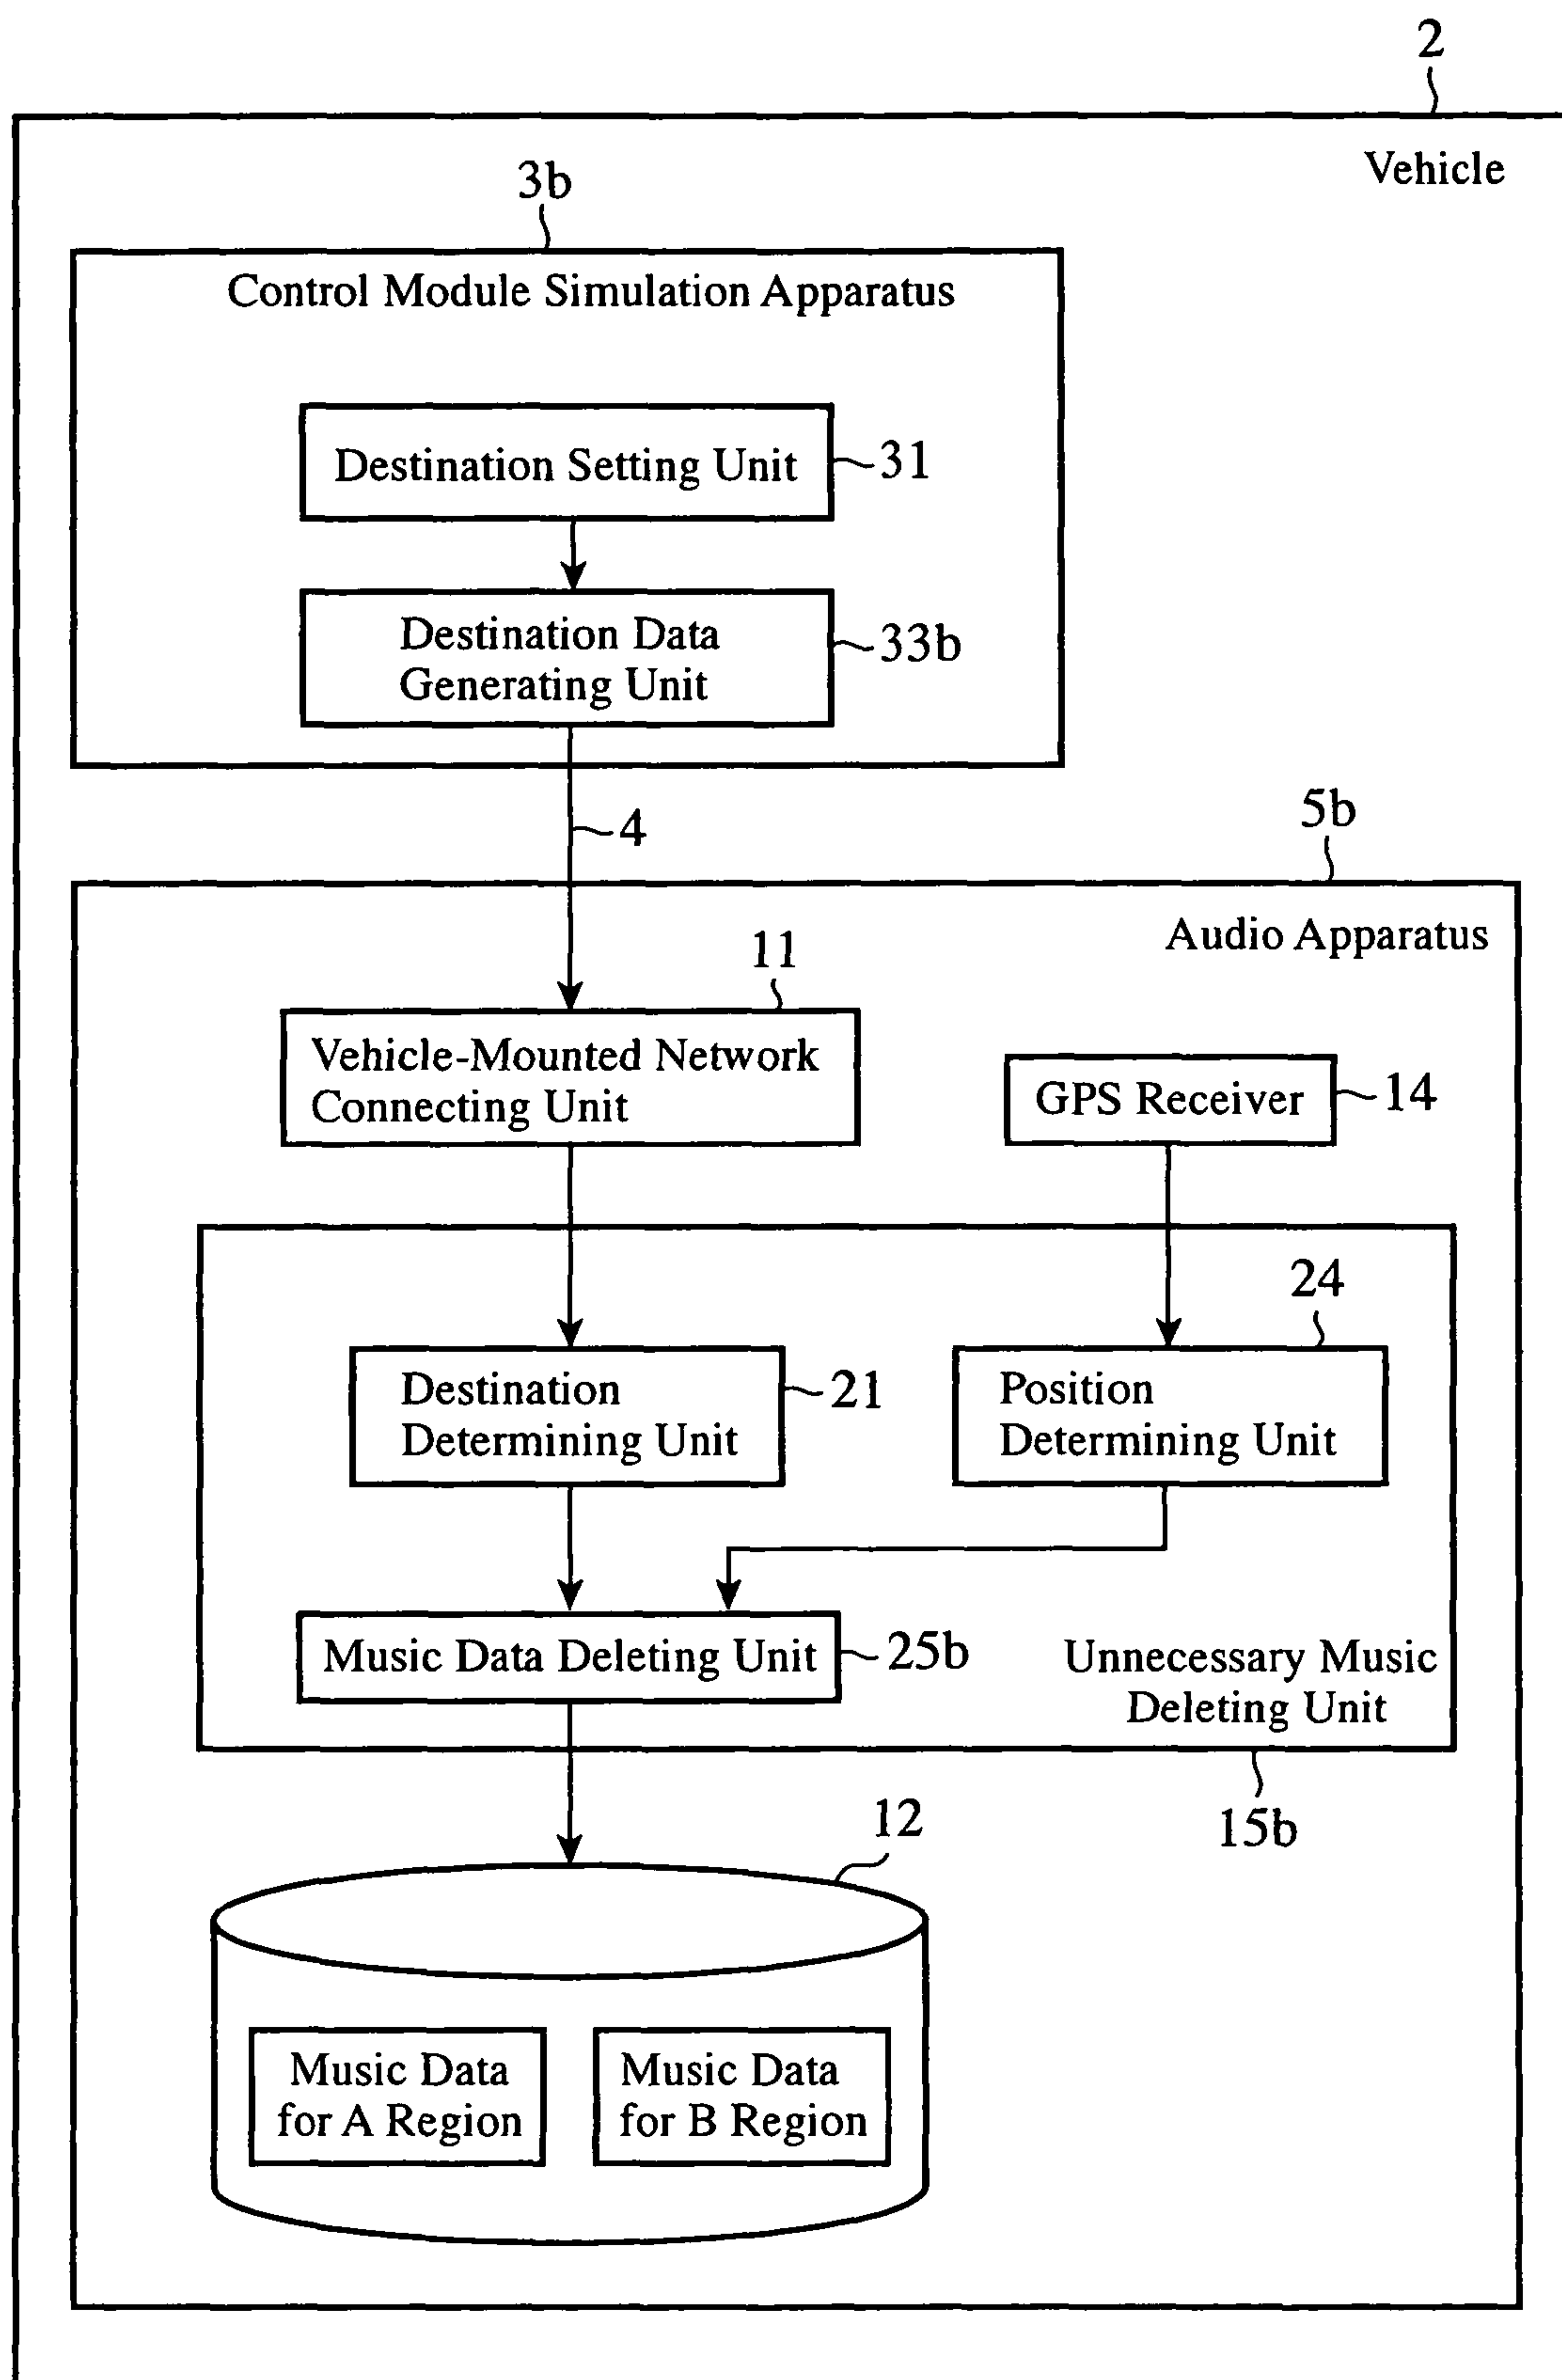 2
Vehicle
3b
Control Module Simulation Apparatus
Destination Setting Unit
31
Destination Data
Generating Unit
33b
4
5b
Audio Apparatus
11
Vehicle-Mounted Network
Connecting Unit
GPS Receiver
14
24
Destination
Determining Unit
21
Position
Determining Unit
Music Data Deleting Unit
25b
Unnecessary Music
Deleting Unit
15b
12
Music Data
for A Region
Music Data
for B Region